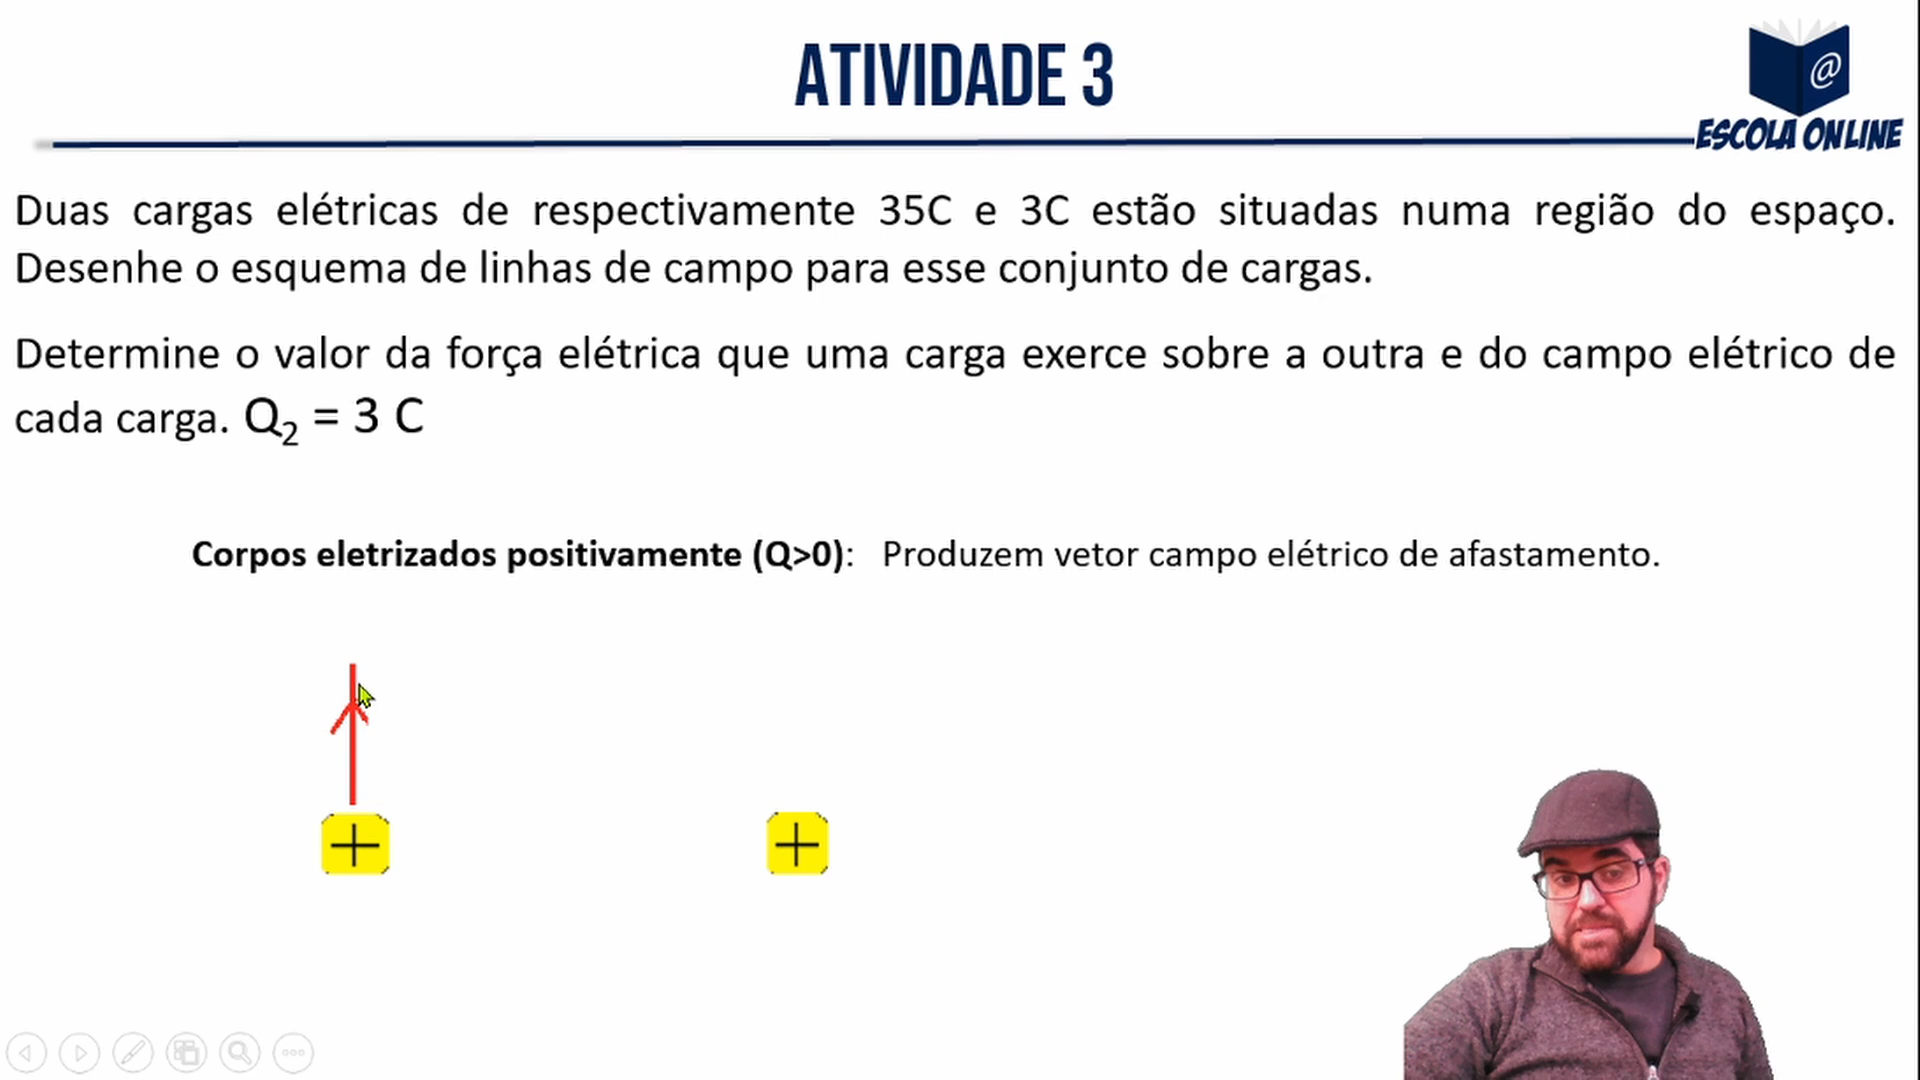 ATIVIDADE 3
@
ESCOLA ONLINE
Duas cargas elétricas de respectivamente 35C e 3C estão situadas numa região do espaço.
Desenhe o esquema de linhas de campo para esse conjunto de cargas.
Determine o valor da força elétrica que uma carga exerce sobre a outra e do campo elétrico de
cada carga. Q₂ = 3 C
Corpos eletrizados positivamente (Q>0): Produzem vetor campo elétrico de afastamento.
+ +